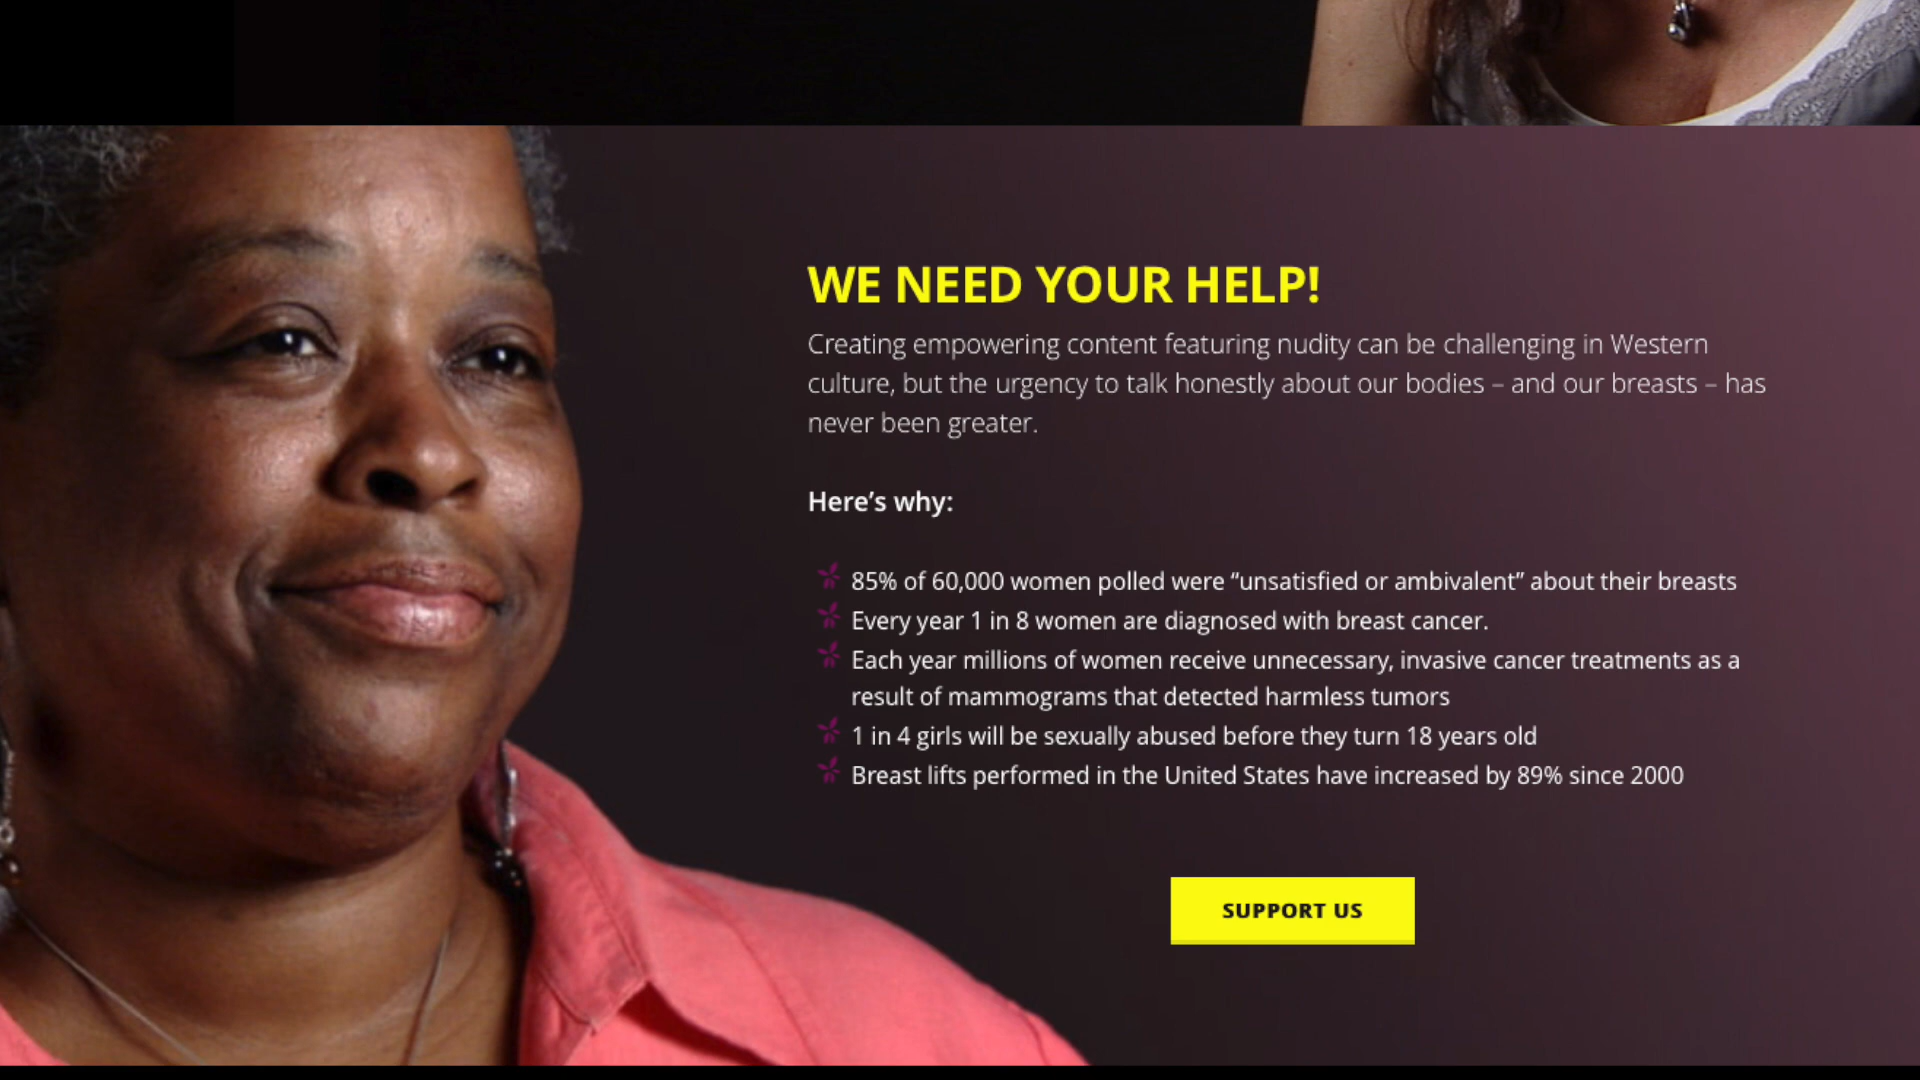 WE NEED YOUR HELP!
Creating empowering content featuring nudity can be challenging in Western
culture, but the urgency to talk honestly about our bodies – and our breasts – has
never been greater.
Here’s why:
85% of 60,000 women polled were “unsatisfied or ambivalent” about their breasts
Every year 1 in 8 women are diagnosed with breast cancer.
Each year millions of women receive unnecessary, invasive cancer treatments as a
result of mammograms that detected harmless tumors
1 in 4 girls will be sexually abused before they turn 18 years old
Breast lifts performed in the United States have increased by 89% since 2000
SUPPORT US